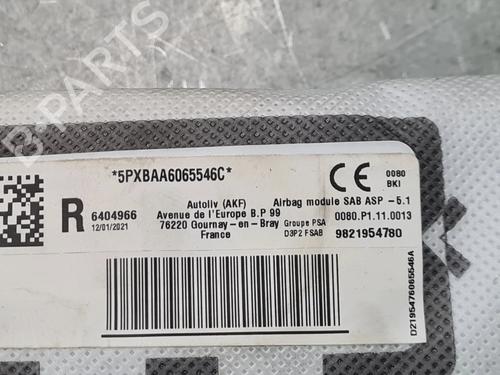 *5PXBAA6065546C*
0080
BKI
R
6404966
12/01/2021
Autoliv (AKF)
Avenue de l'Europe B.P 99
76220 Gournay-en-Bray
France
Airbag module SAB ASP -5.1
0080.P1.11.0013
Groupe PSA
D3P2 FSAB
9821954780
D2195476065546A
B-PARTS